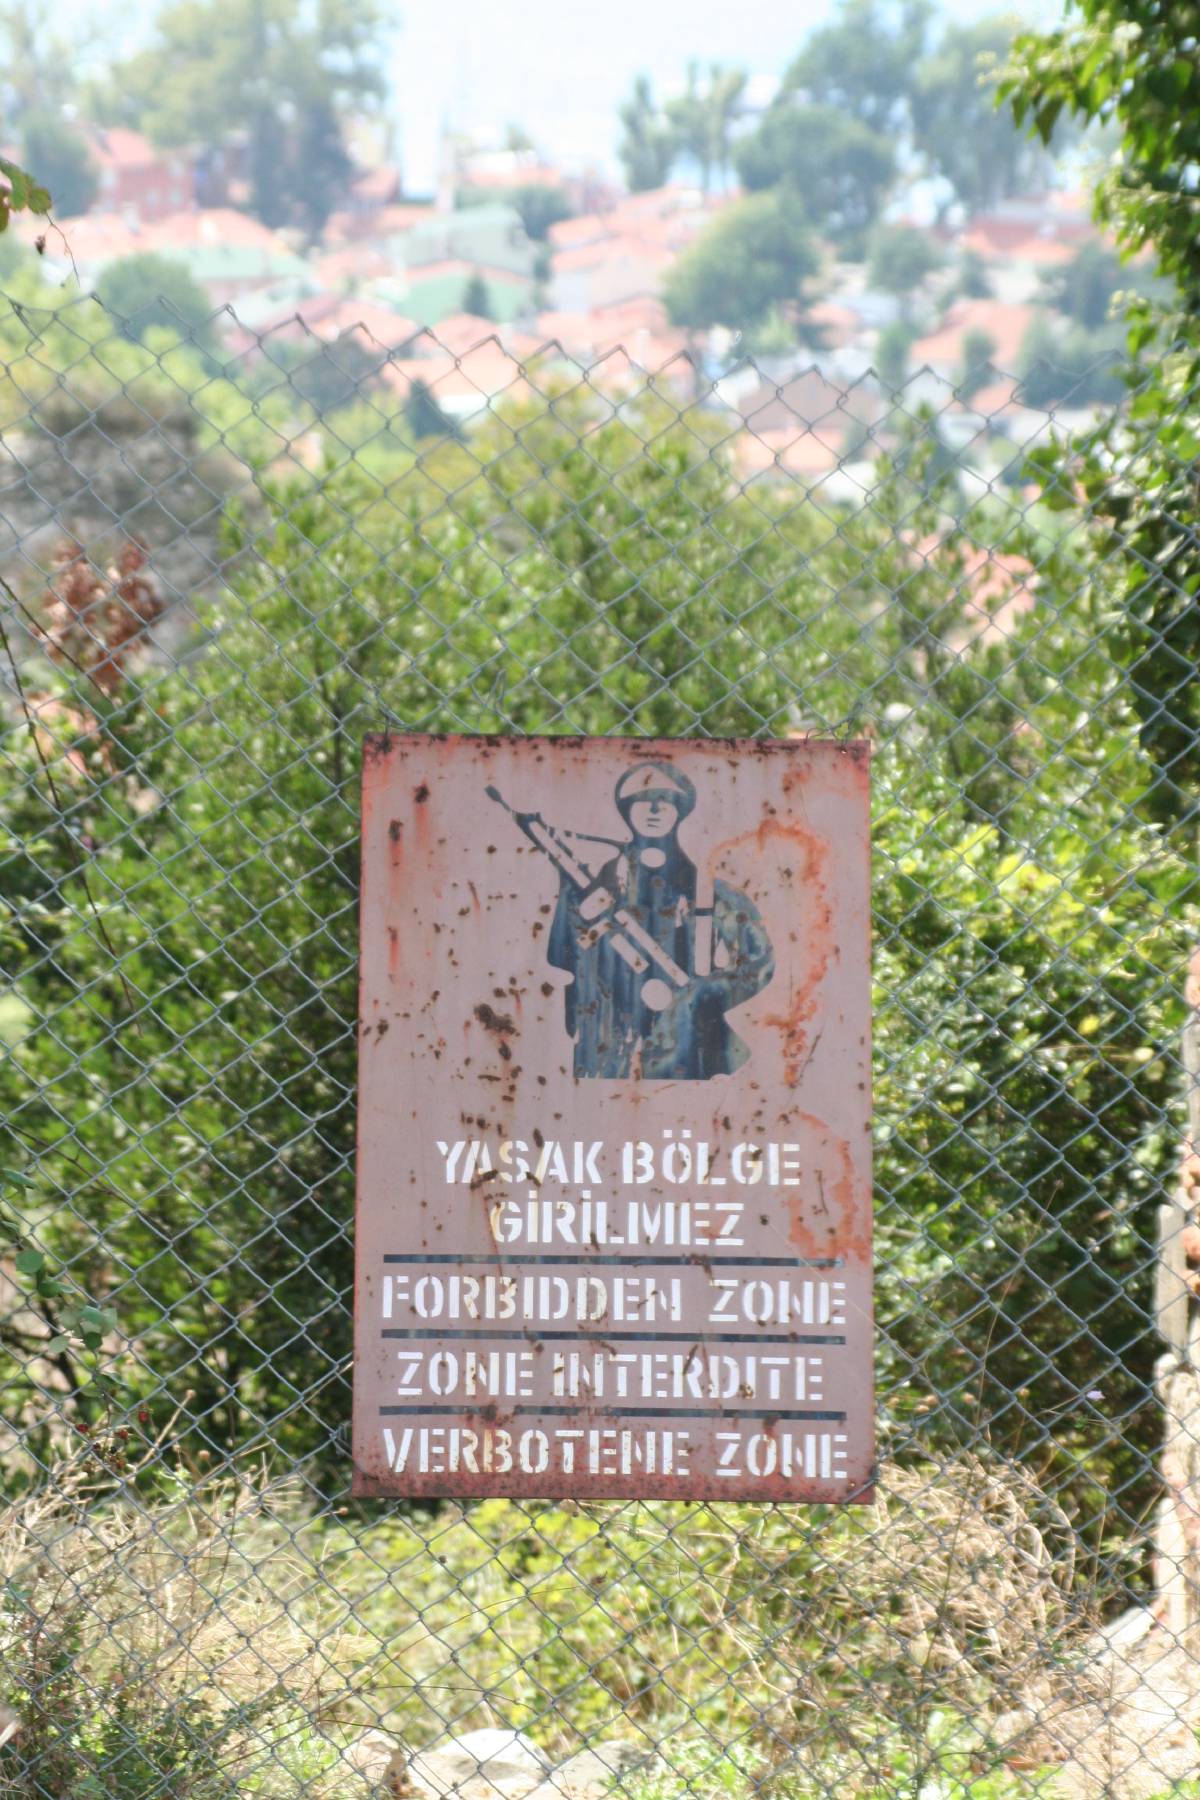 YASAK BÖLGE
GİRİLMEZ
FORBIDDEN ZONE
ZONE INTERDITE
VERBOTENE ZONE